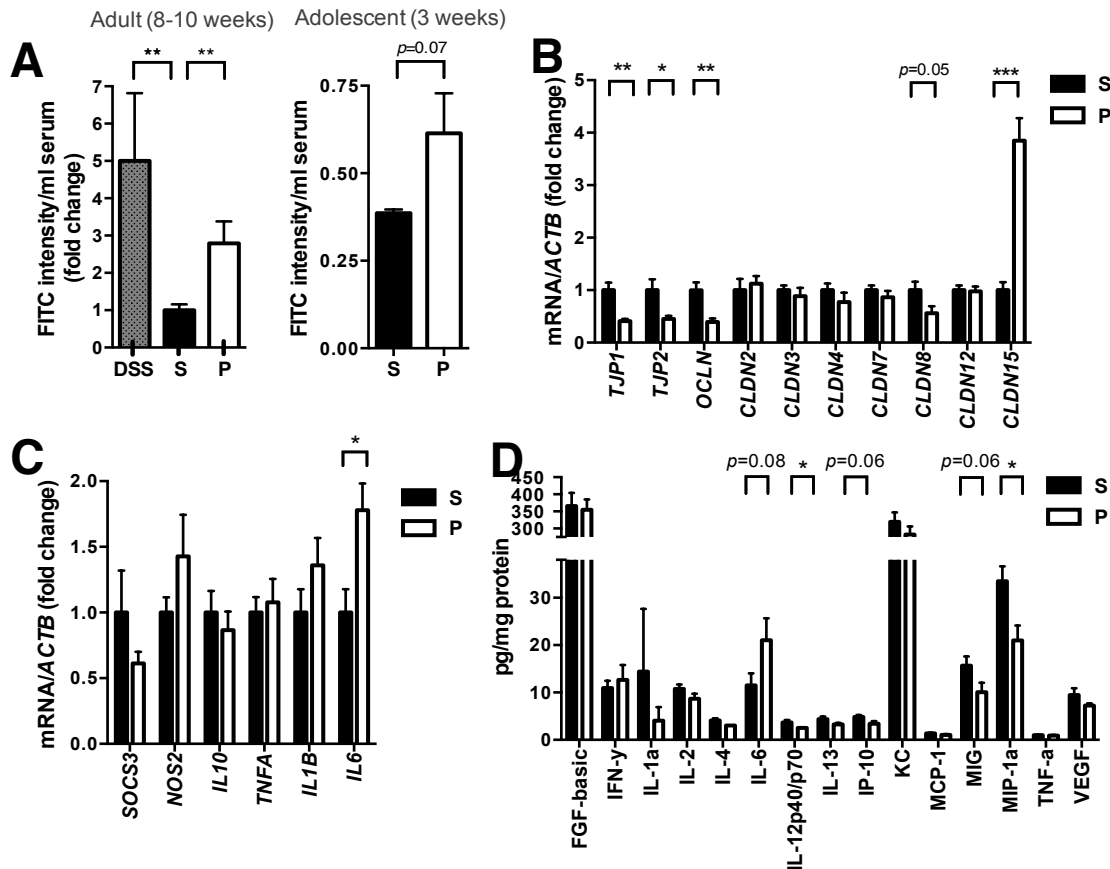 Adult (8-10 weeks)
Adolescent (3 weeks)
A
FITC intensity/ml serum
(fold change)
7
6
5
4
3
2
1
0
**
**
DSS
S
P
FITC intensity/ml serum
0.75
0.50
0.25
0.00
p=0.07
S
P
B
mRNA/ACTB (fold change)
5
4
3
2
1
0
**
*
**
p=0.05
***
S
P
TJP1
TJP2
OCLN
CLDN2
CLDN3
CLDN4
CLDN7
CLDN8
CLDN12
CLDN15
C
mRNA/ACTB (fold change)
2.0
1.5
1.0
0.5
0.0
*
S
P
SOCS3
NOS2
IL10
TNFA
IL1B
IL6
D
pg/mg protein
450
400
350
300
30
20
10
0
p=0.08
*
p=0.06
p=0.06
*
S
P
FGF-basic
IFN-y
IL-1a
IL-2
IL-4
IL-6
IL-12p40/p70
IL-13
IP-10
KC
MCP-1
MIG
MIP-1a
TNF-a
VEGF